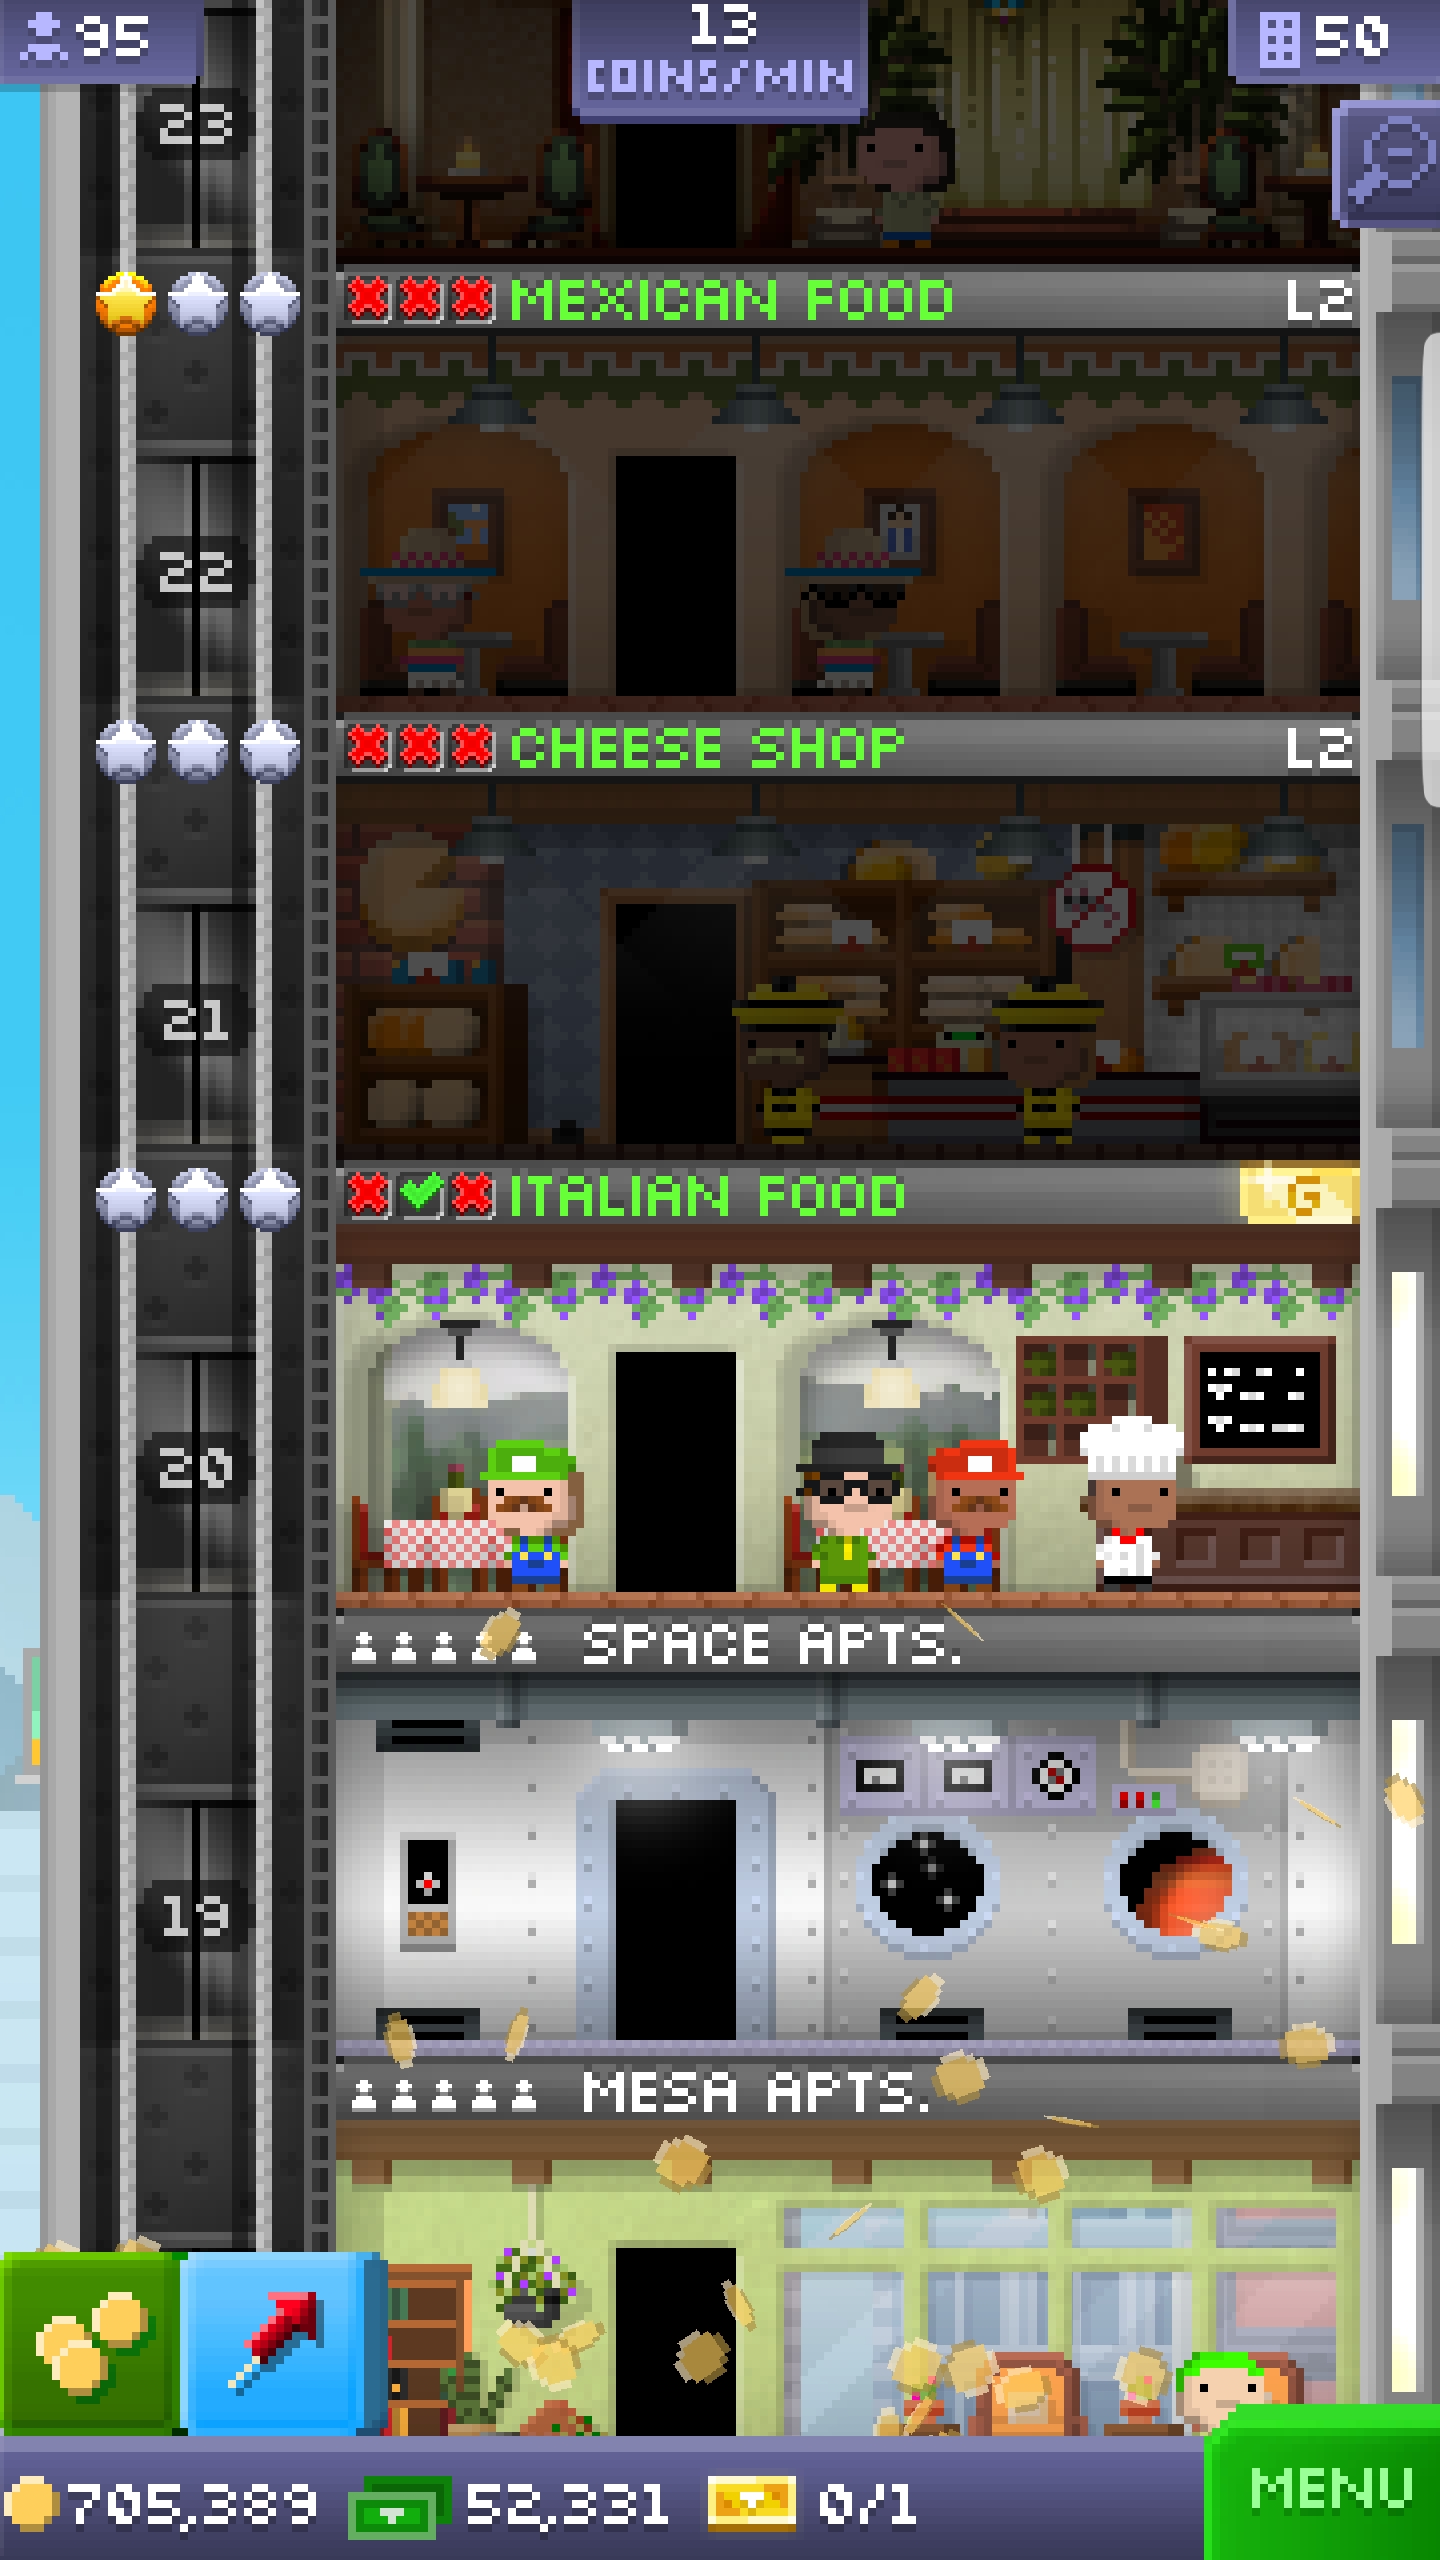 95
13
COINS/MIN
50
23
MEXICAN FOOD L2
22
CHEESE SHOP L2
21
ITALIAN FOOD G
20
SPACE APTS.
19
MESA APTS.
705,389 52,331 0/1 MENU